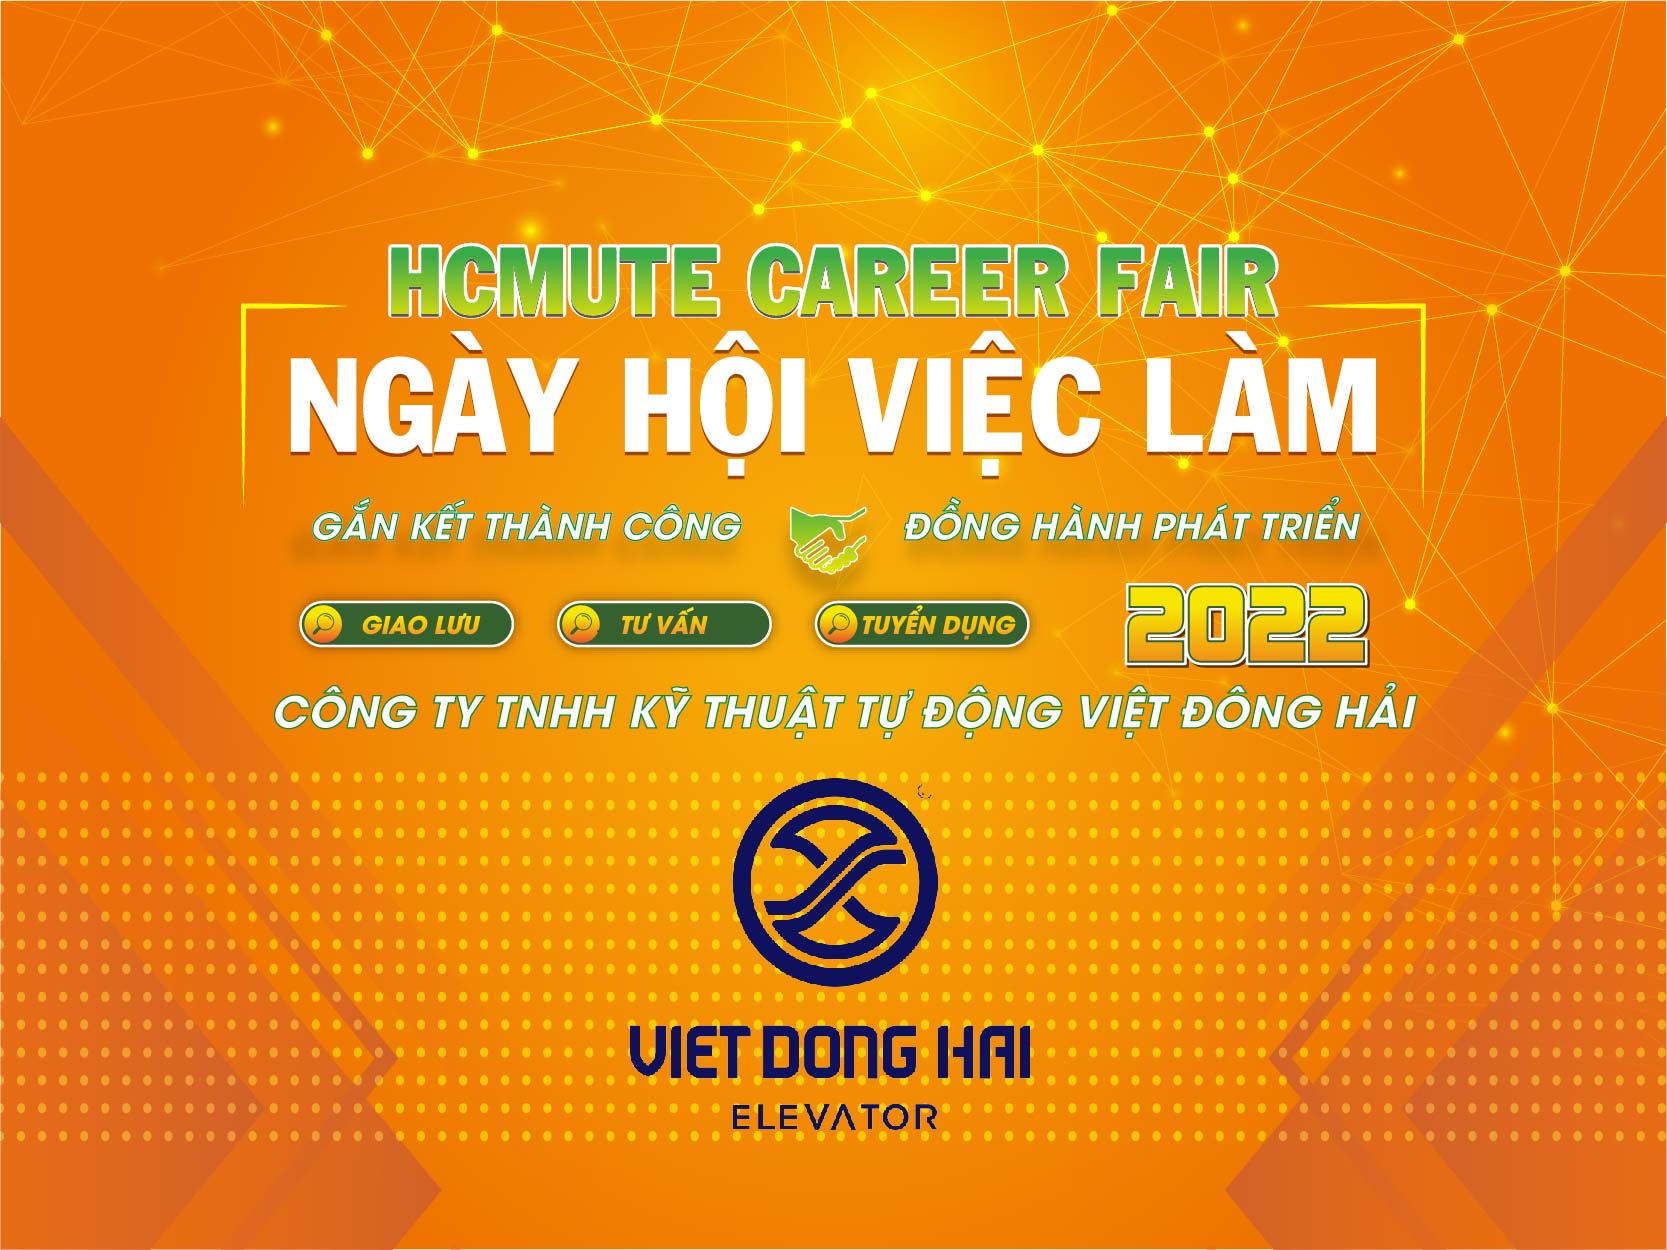 HCMUTE CAREER FAIR
NGÀY HỘI VIỆC LÀM
GẮN KẾT THÀNH CÔNG ĐỒNG HÀNH PHÁT TRIỂN
GIAO LƯU TƯ VẤN TUYỂN DỤNG 2022
CÔNG TY TNHH KỸ THUẬT TỰ ĐỘNG VIỆT ĐÔNG HẢI
VIET DONG HAI
ELEVATOR